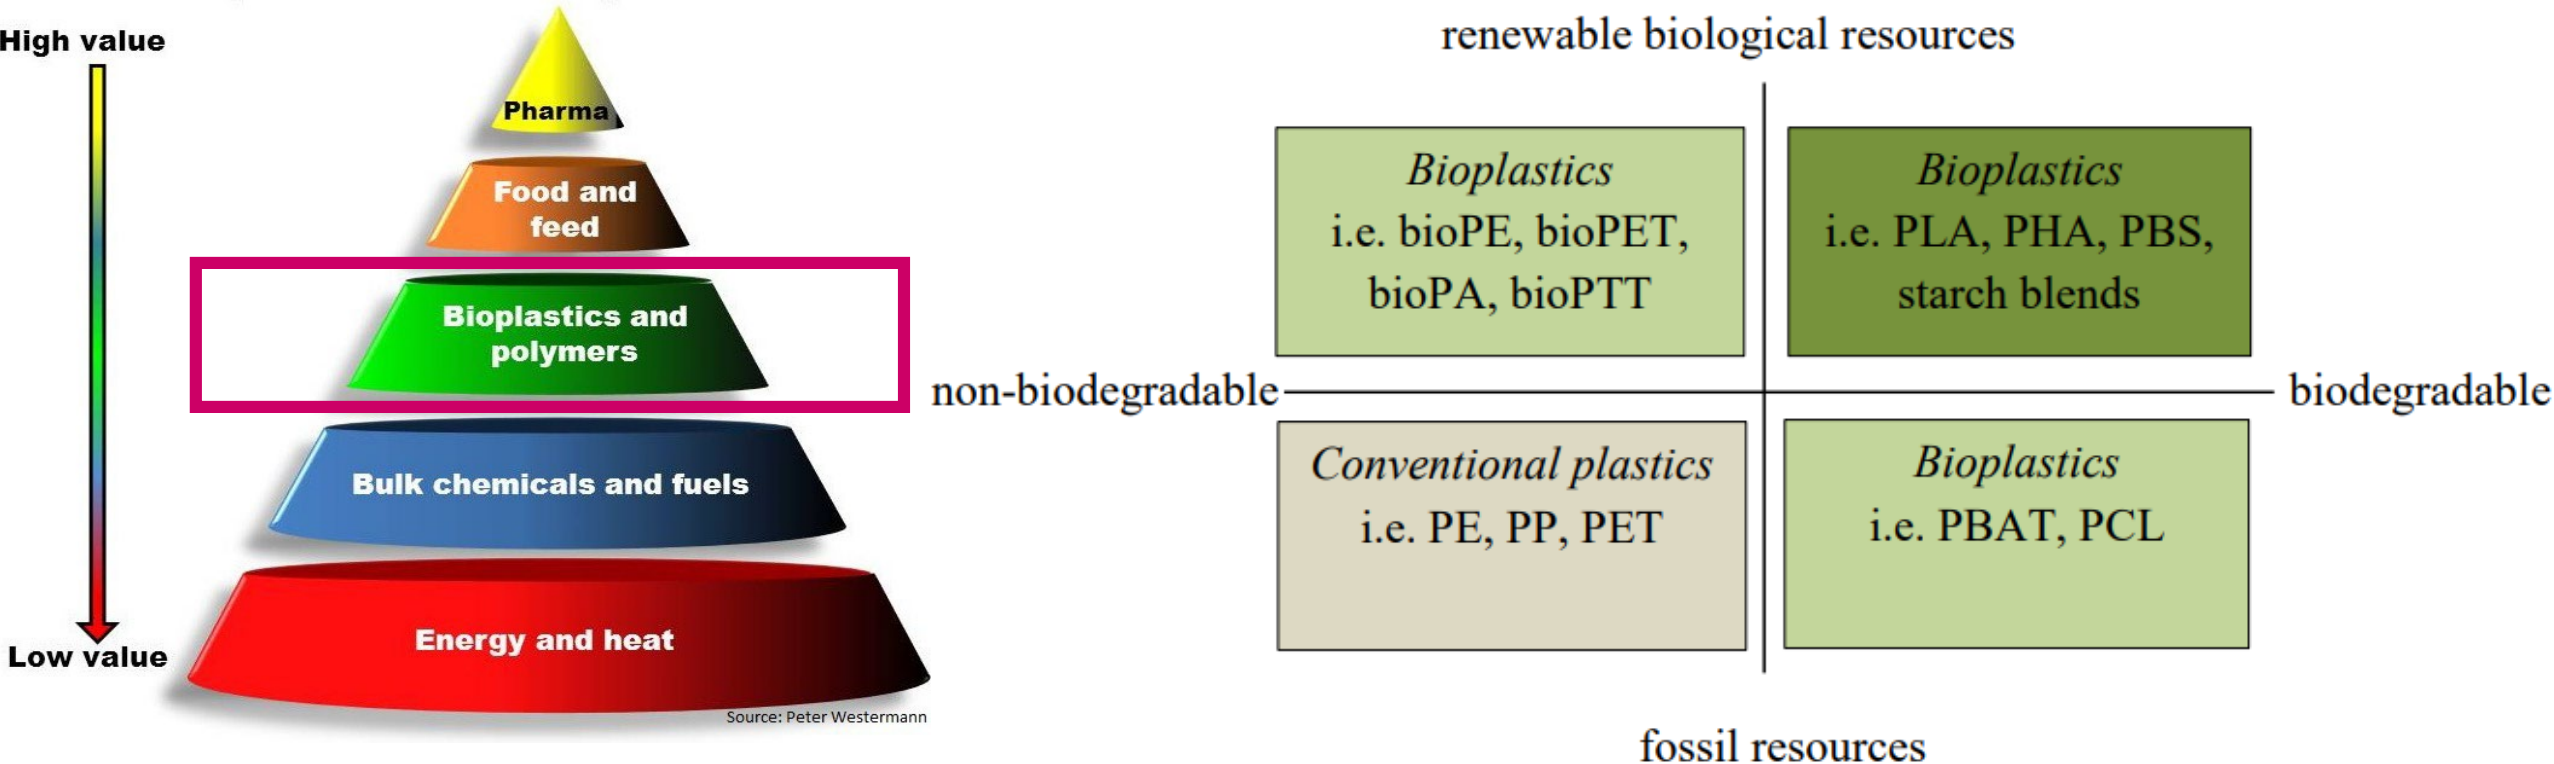 High value
Pharma
Food and
feed
Bioplastics and
polymers
Bulk chemicals and fuels
Energy and heat
Low value
Source: Peter Westermann
renewable biological resources
Bioplastics
i.e. bioPE, bioPET,
bioPA, bioPTT
Bioplastics
i.e. PLA, PHA, PBS,
starch blends
non-biodegradable
biodegradable
Conventional plastics
i.e. PE, PP, PET
Bioplastics
i.e. PBAT, PCL
fossil resources